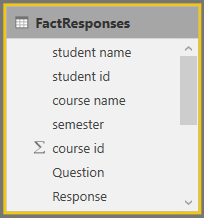 FactResponses
student name
student id
course name
semester
∑ course id
Question
Response